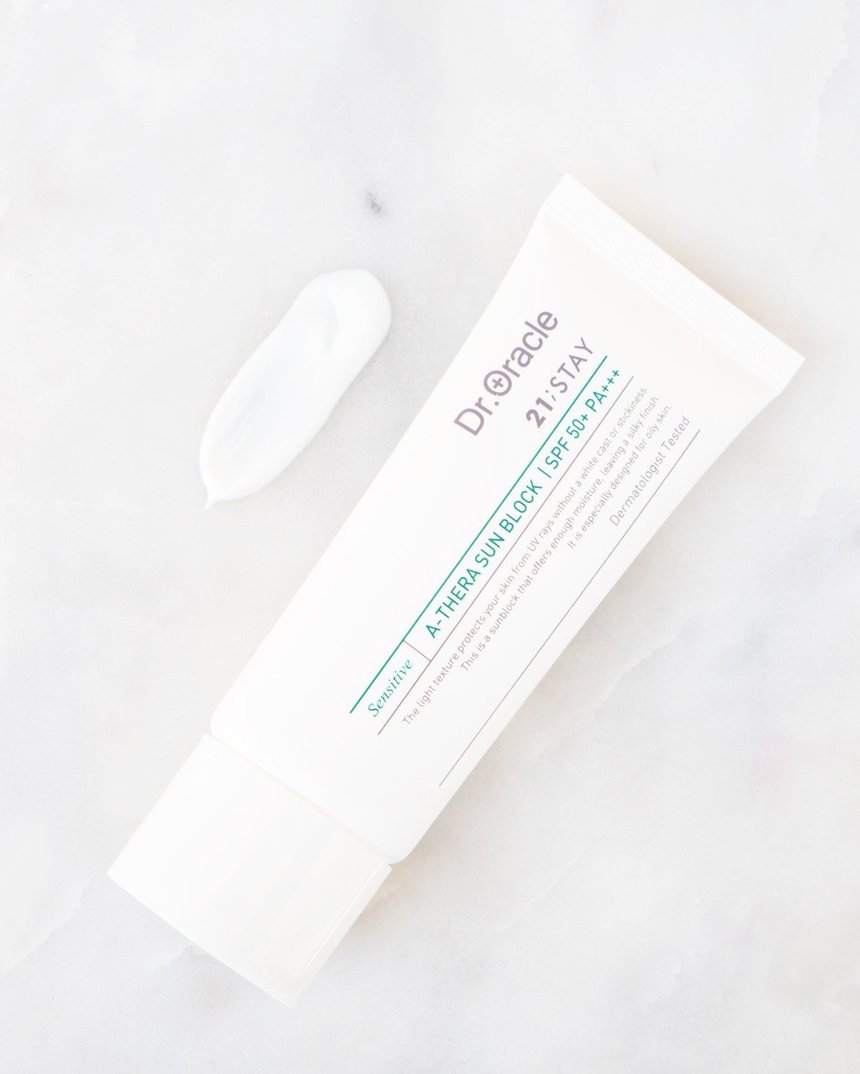 Dr.Oracle
21;STAY
Sensitive A-THERA SUN BLOCK | SPF 50+ PA+++
The light texture protects your skin from UV rays without a white cast or stickiness.
This is a sunblock that offers enough moisture, leaving a silky finish.
It is especially designed for oily skin.
Dermatologist Tested